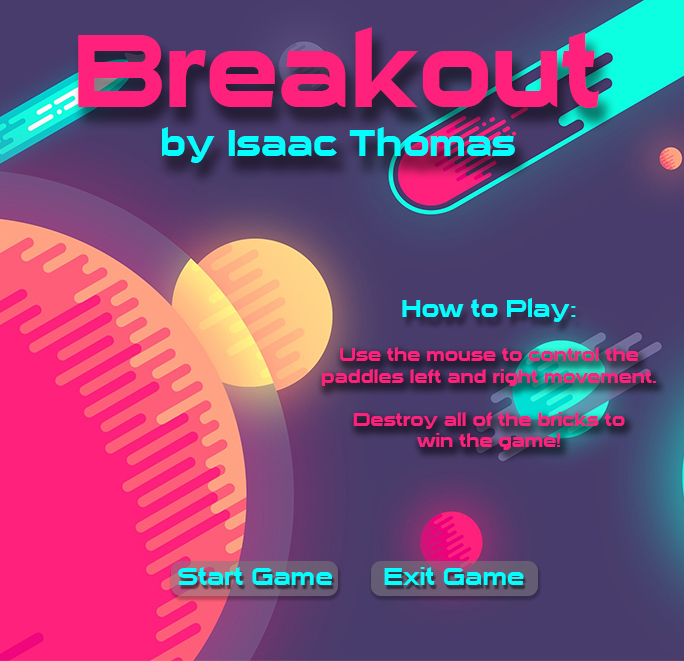 Breakout
by Isaac Thomas
How to Play:
Use the mouse to control the
paddles left and right movement.
Destroy all of the bricks to
win the game!
Start Game
Exit Game